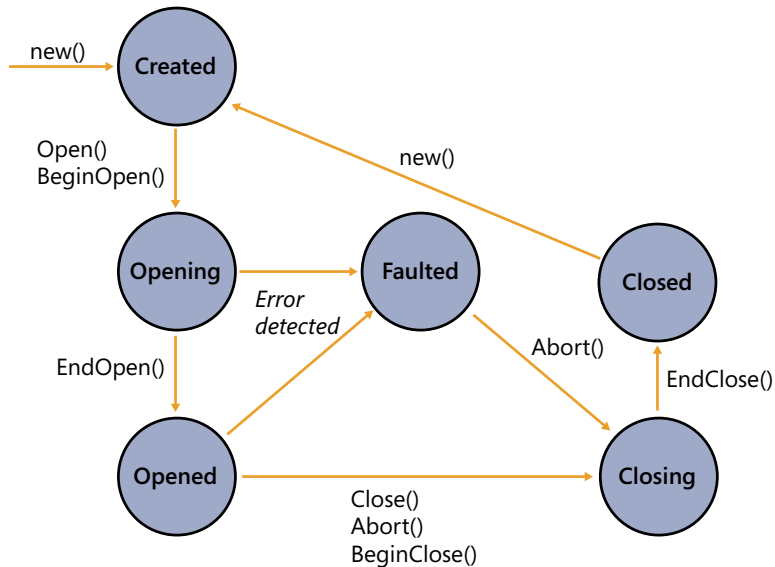 new()
Created
Open()
BeginOpen()
new()
Opening
Faulted
Closed
Error
detected
EndOpen()
Abort()
EndClose()
Opened
Closing
Close()
Abort()
BeginClose()